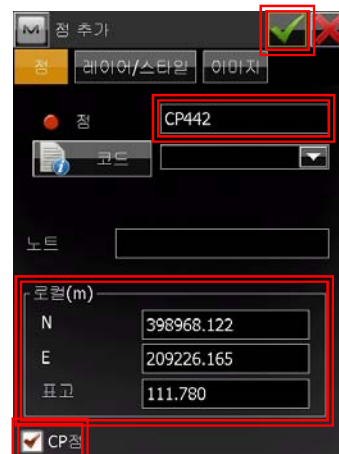 점 추가
점 레이어/스타일 이미지
점 CP442
코드
노트
로컬(m)
N 398968.122
E 209226.165
표고 111.780
CP점